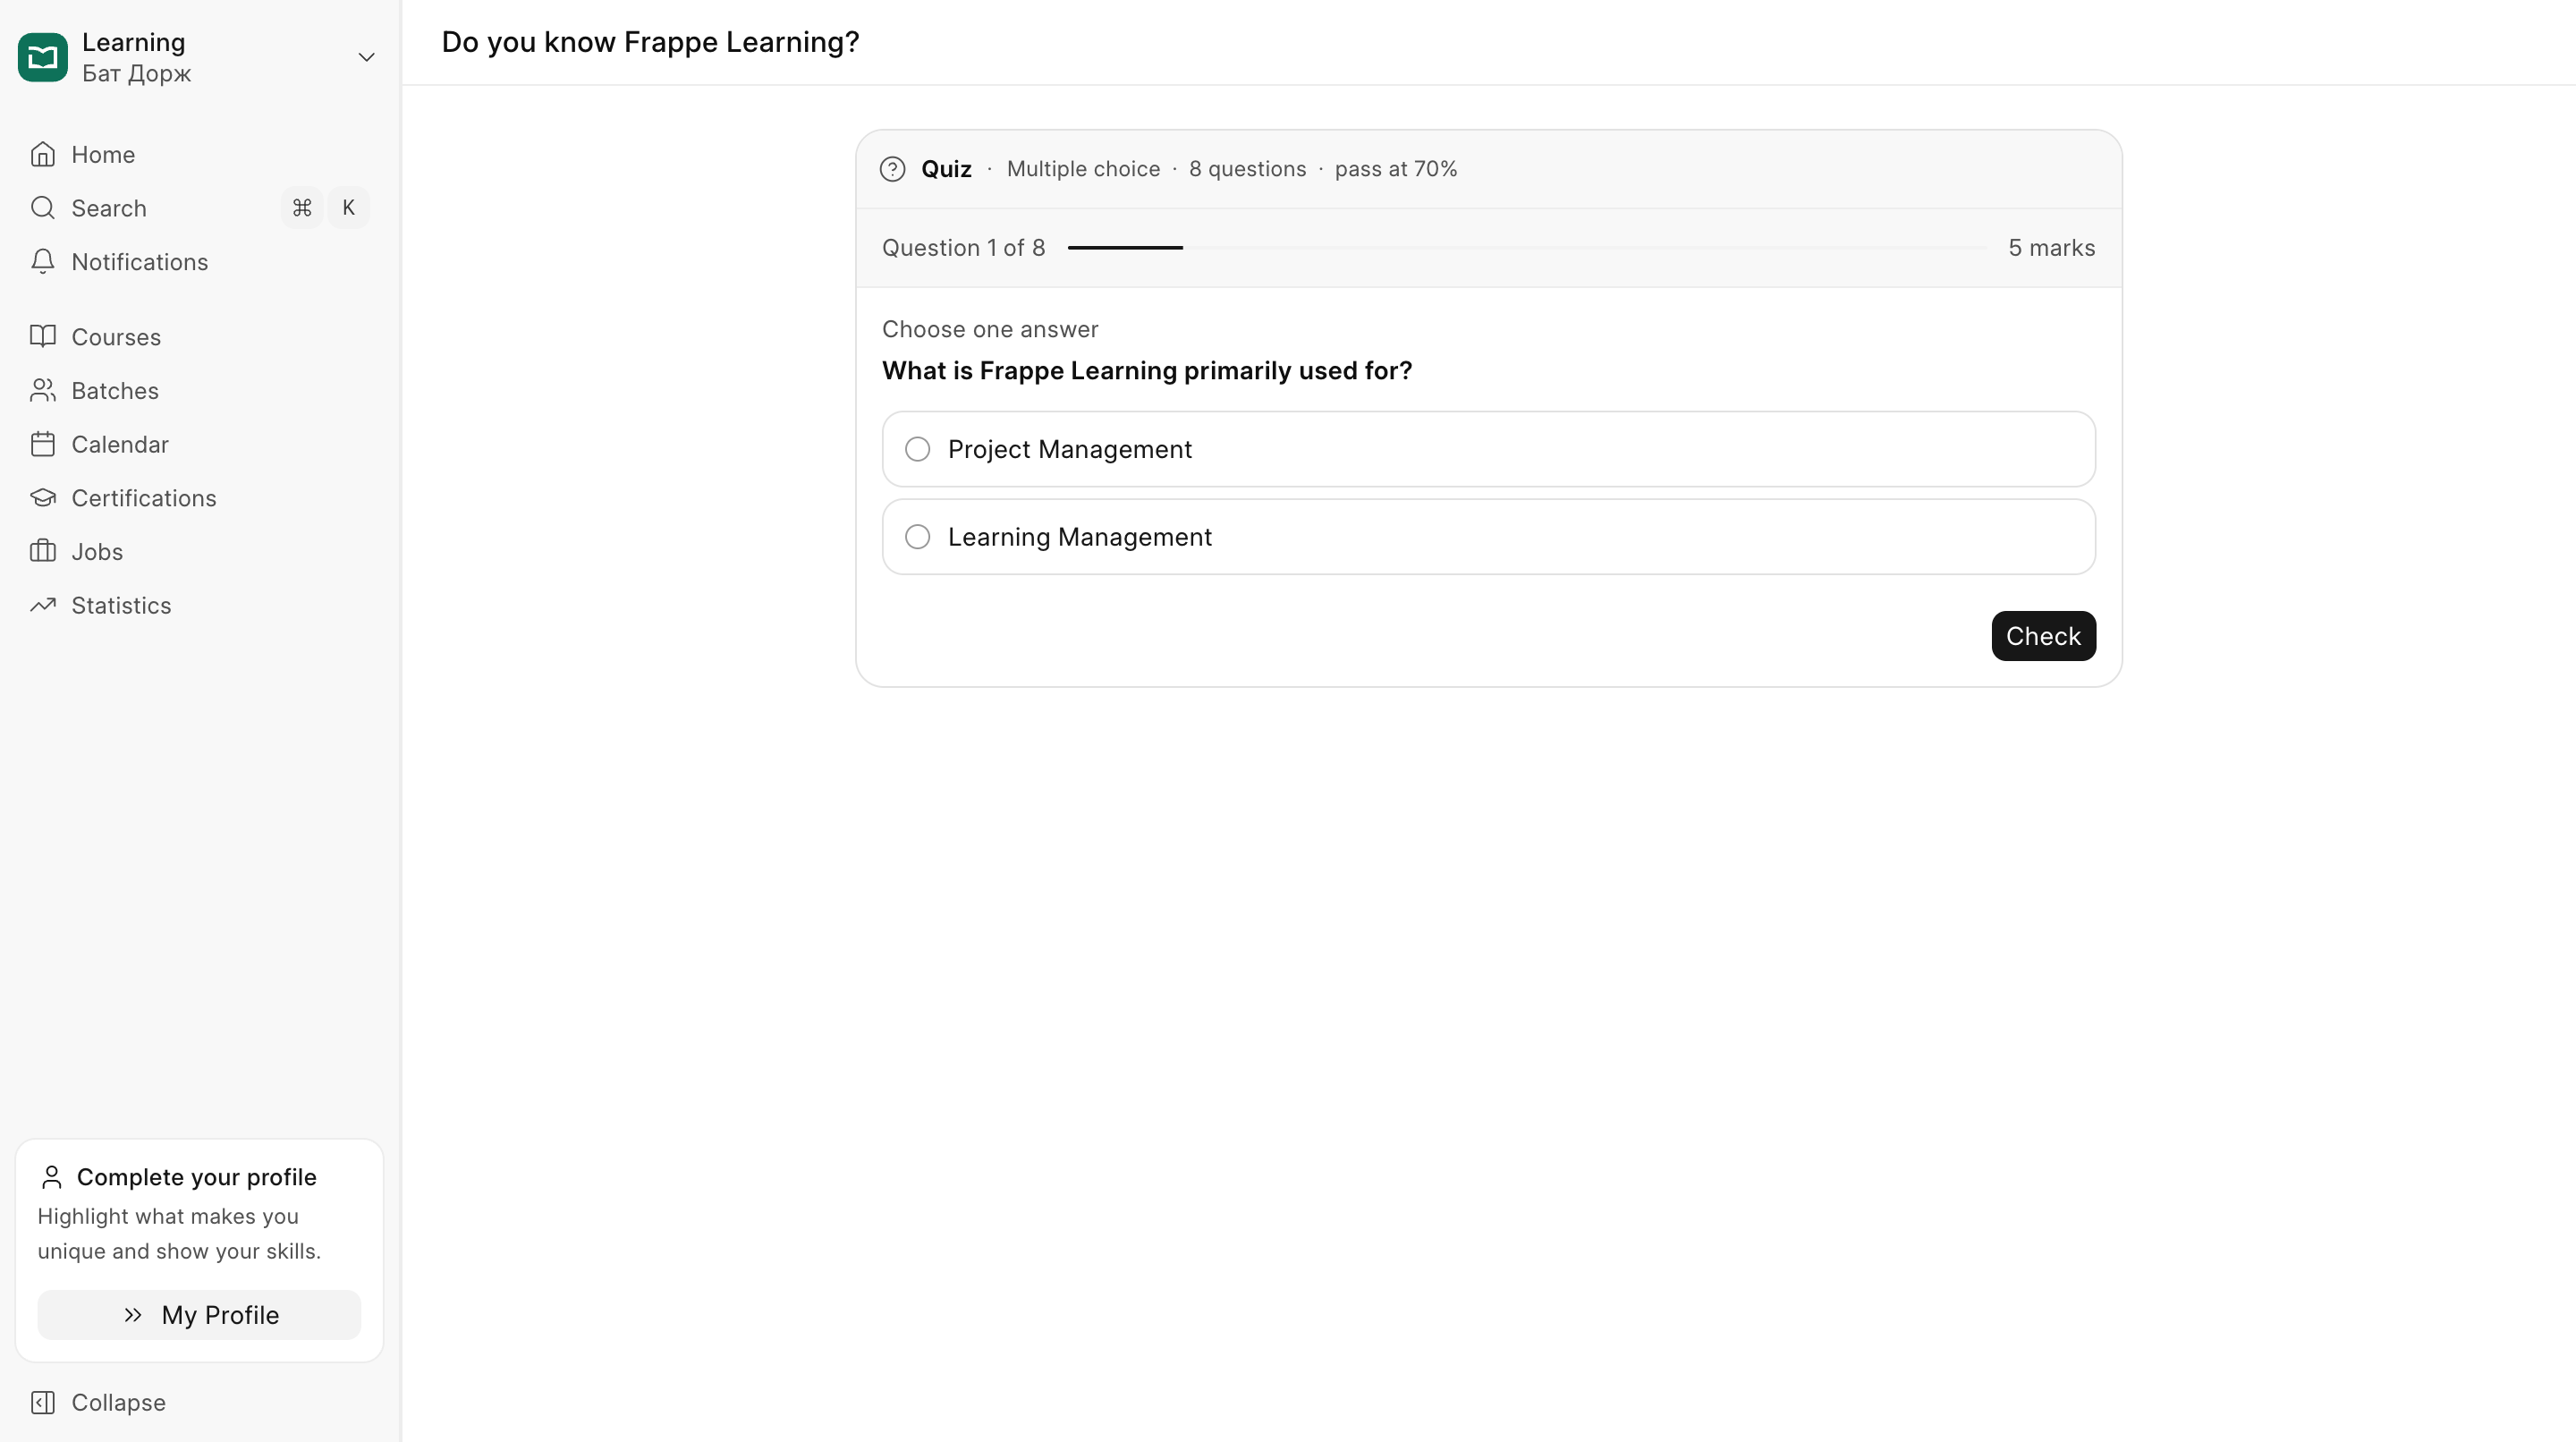 Learning
Бат Дорж
Home
Search ⌘ K
Notifications
Courses
Batches
Calendar
Certifications
Jobs
Statistics
Complete your profile
Highlight what makes you
unique and show your skills.
My Profile
Collapse
Do you know Frappe Learning?
Quiz · Multiple choice · 8 questions · pass at 70%
Question 1 of 8 5 marks
Choose one answer
What is Frappe Learning primarily used for?
Project Management
Learning Management
Check